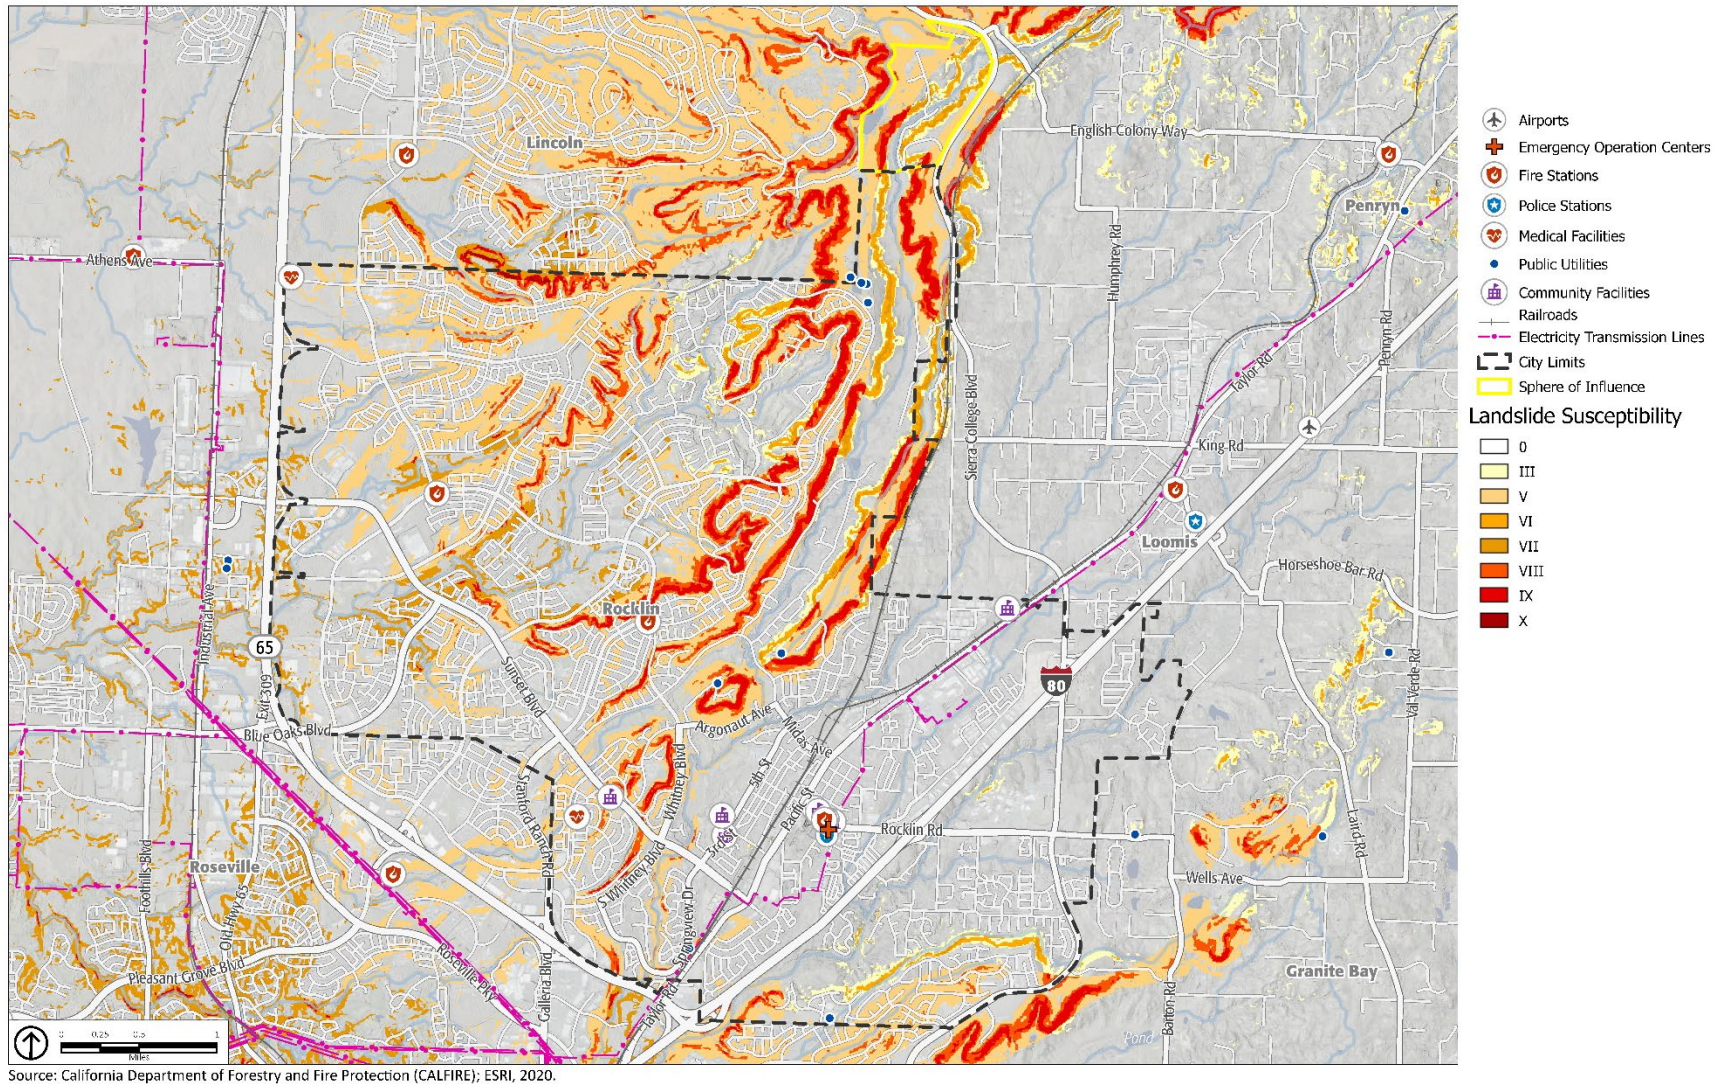 Lincoln
English Colony Way
Penryn
Athens Ave
Humphrey Rd
Penryn Rd
Taylor Rd
Sierra College Blvd
King Rd
Loomis
Horseshoe Bar Rd
Industrial Ave
Rocklin
65
Sunset Blvd
80
Val Verde Rd
Exit 309
Blue Oaks Blvd
Argonaut Ave
Midas Ave
5th St
Whitney Blvd
Stanford Ranch Rd
Pacific St
3rd St
Rocklin Rd
Laird Rd
Roseville
Foothills Blvd
Old Hwy 65
S Whitney Blvd
Wells Ave
Springview Dr
Pleasant Grove Blvd
Roseville Pky
Galleria Blvd
Taylor Rd
Barton Rd
Granite Bay
Pond
0 0.25 0.5 1
Miles
Airports
Emergency Operation Centers
Fire Stations
Police Stations
Medical Facilities
Public Utilities
Community Facilities
Railroads
Electricity Transmission Lines
City Limits
Sphere of Influence
Landslide Susceptibility
0
III
V
VI
VII
VIII
IX
X
Source: California Department of Forestry and Fire Protection (CALFIRE); ESRI, 2020.